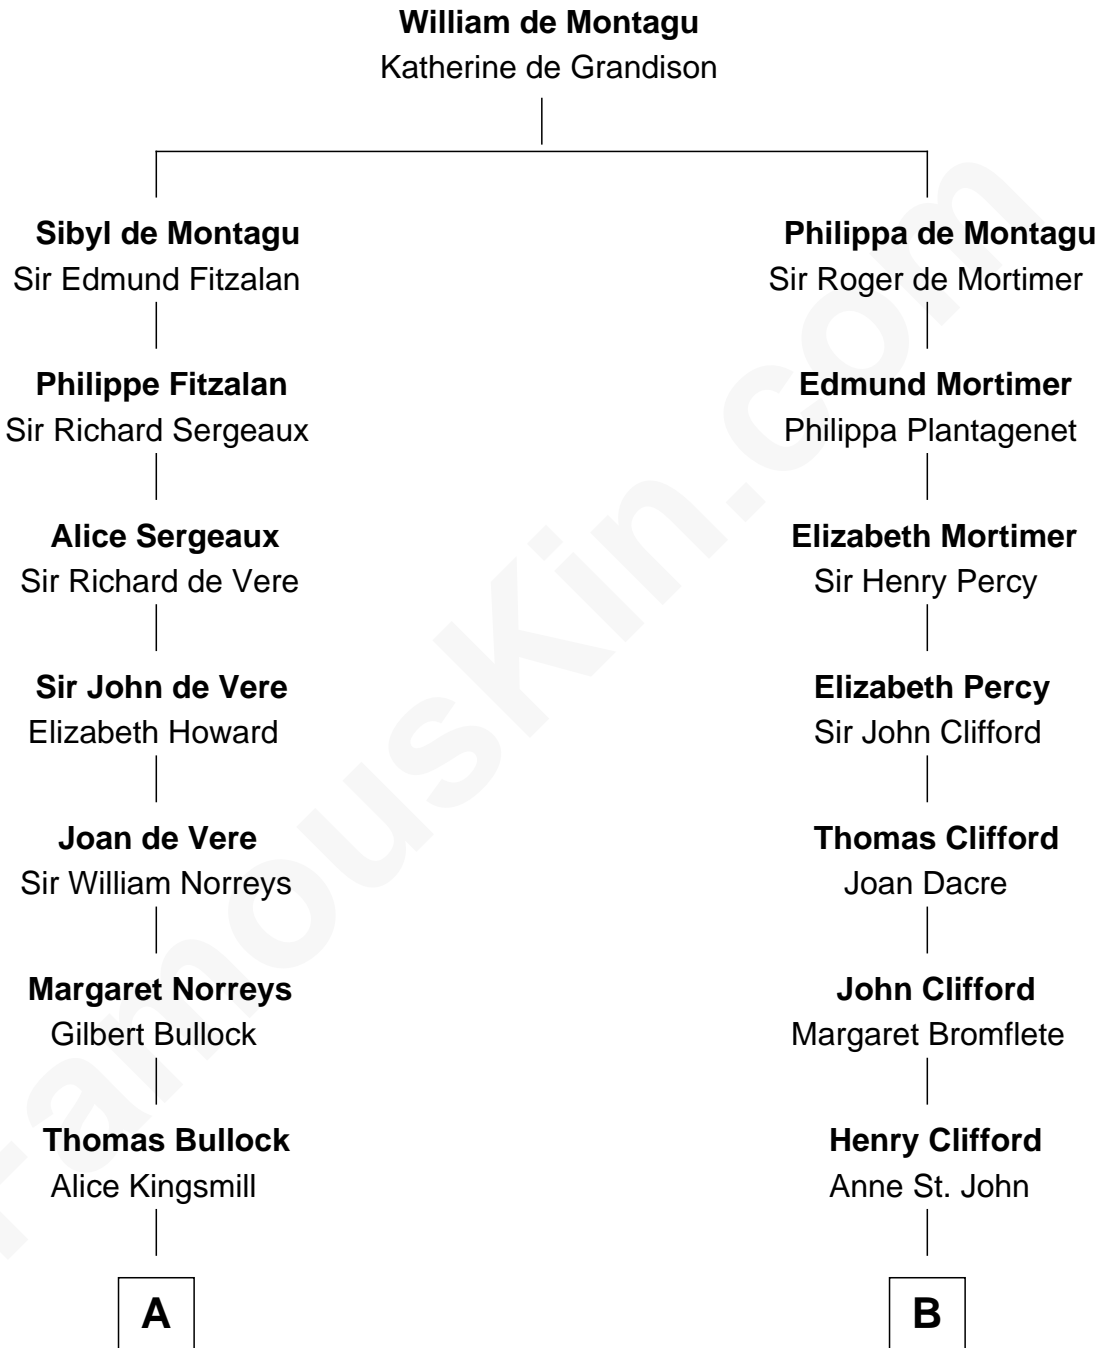 William de Montagu
Katherine de Grandison
Sibyl de Montagu
Sir Edmund Fitzalan
Philippa de Montagu
Sir Roger de Mortimer
Philippe Fitzalan
Sir Richard Sergeaux
Edmund Mortimer
Philippa Plantagenet
Alice Sergeaux
Sir Richard de Vere
Elizabeth Mortimer
Sir Henry Percy
Sir John de Vere
Elizabeth Howard
Elizabeth Percy
Sir John Clifford
Joan de Vere
Sir William Norreys
Thomas Clifford
Joan Dacre
Margaret Norreys
Gilbert Bullock
John Clifford
Margaret Bromflete
Thomas Bullock
Alice Kingsmill
Henry Clifford
Anne St. John
A
B
FamousKin.com